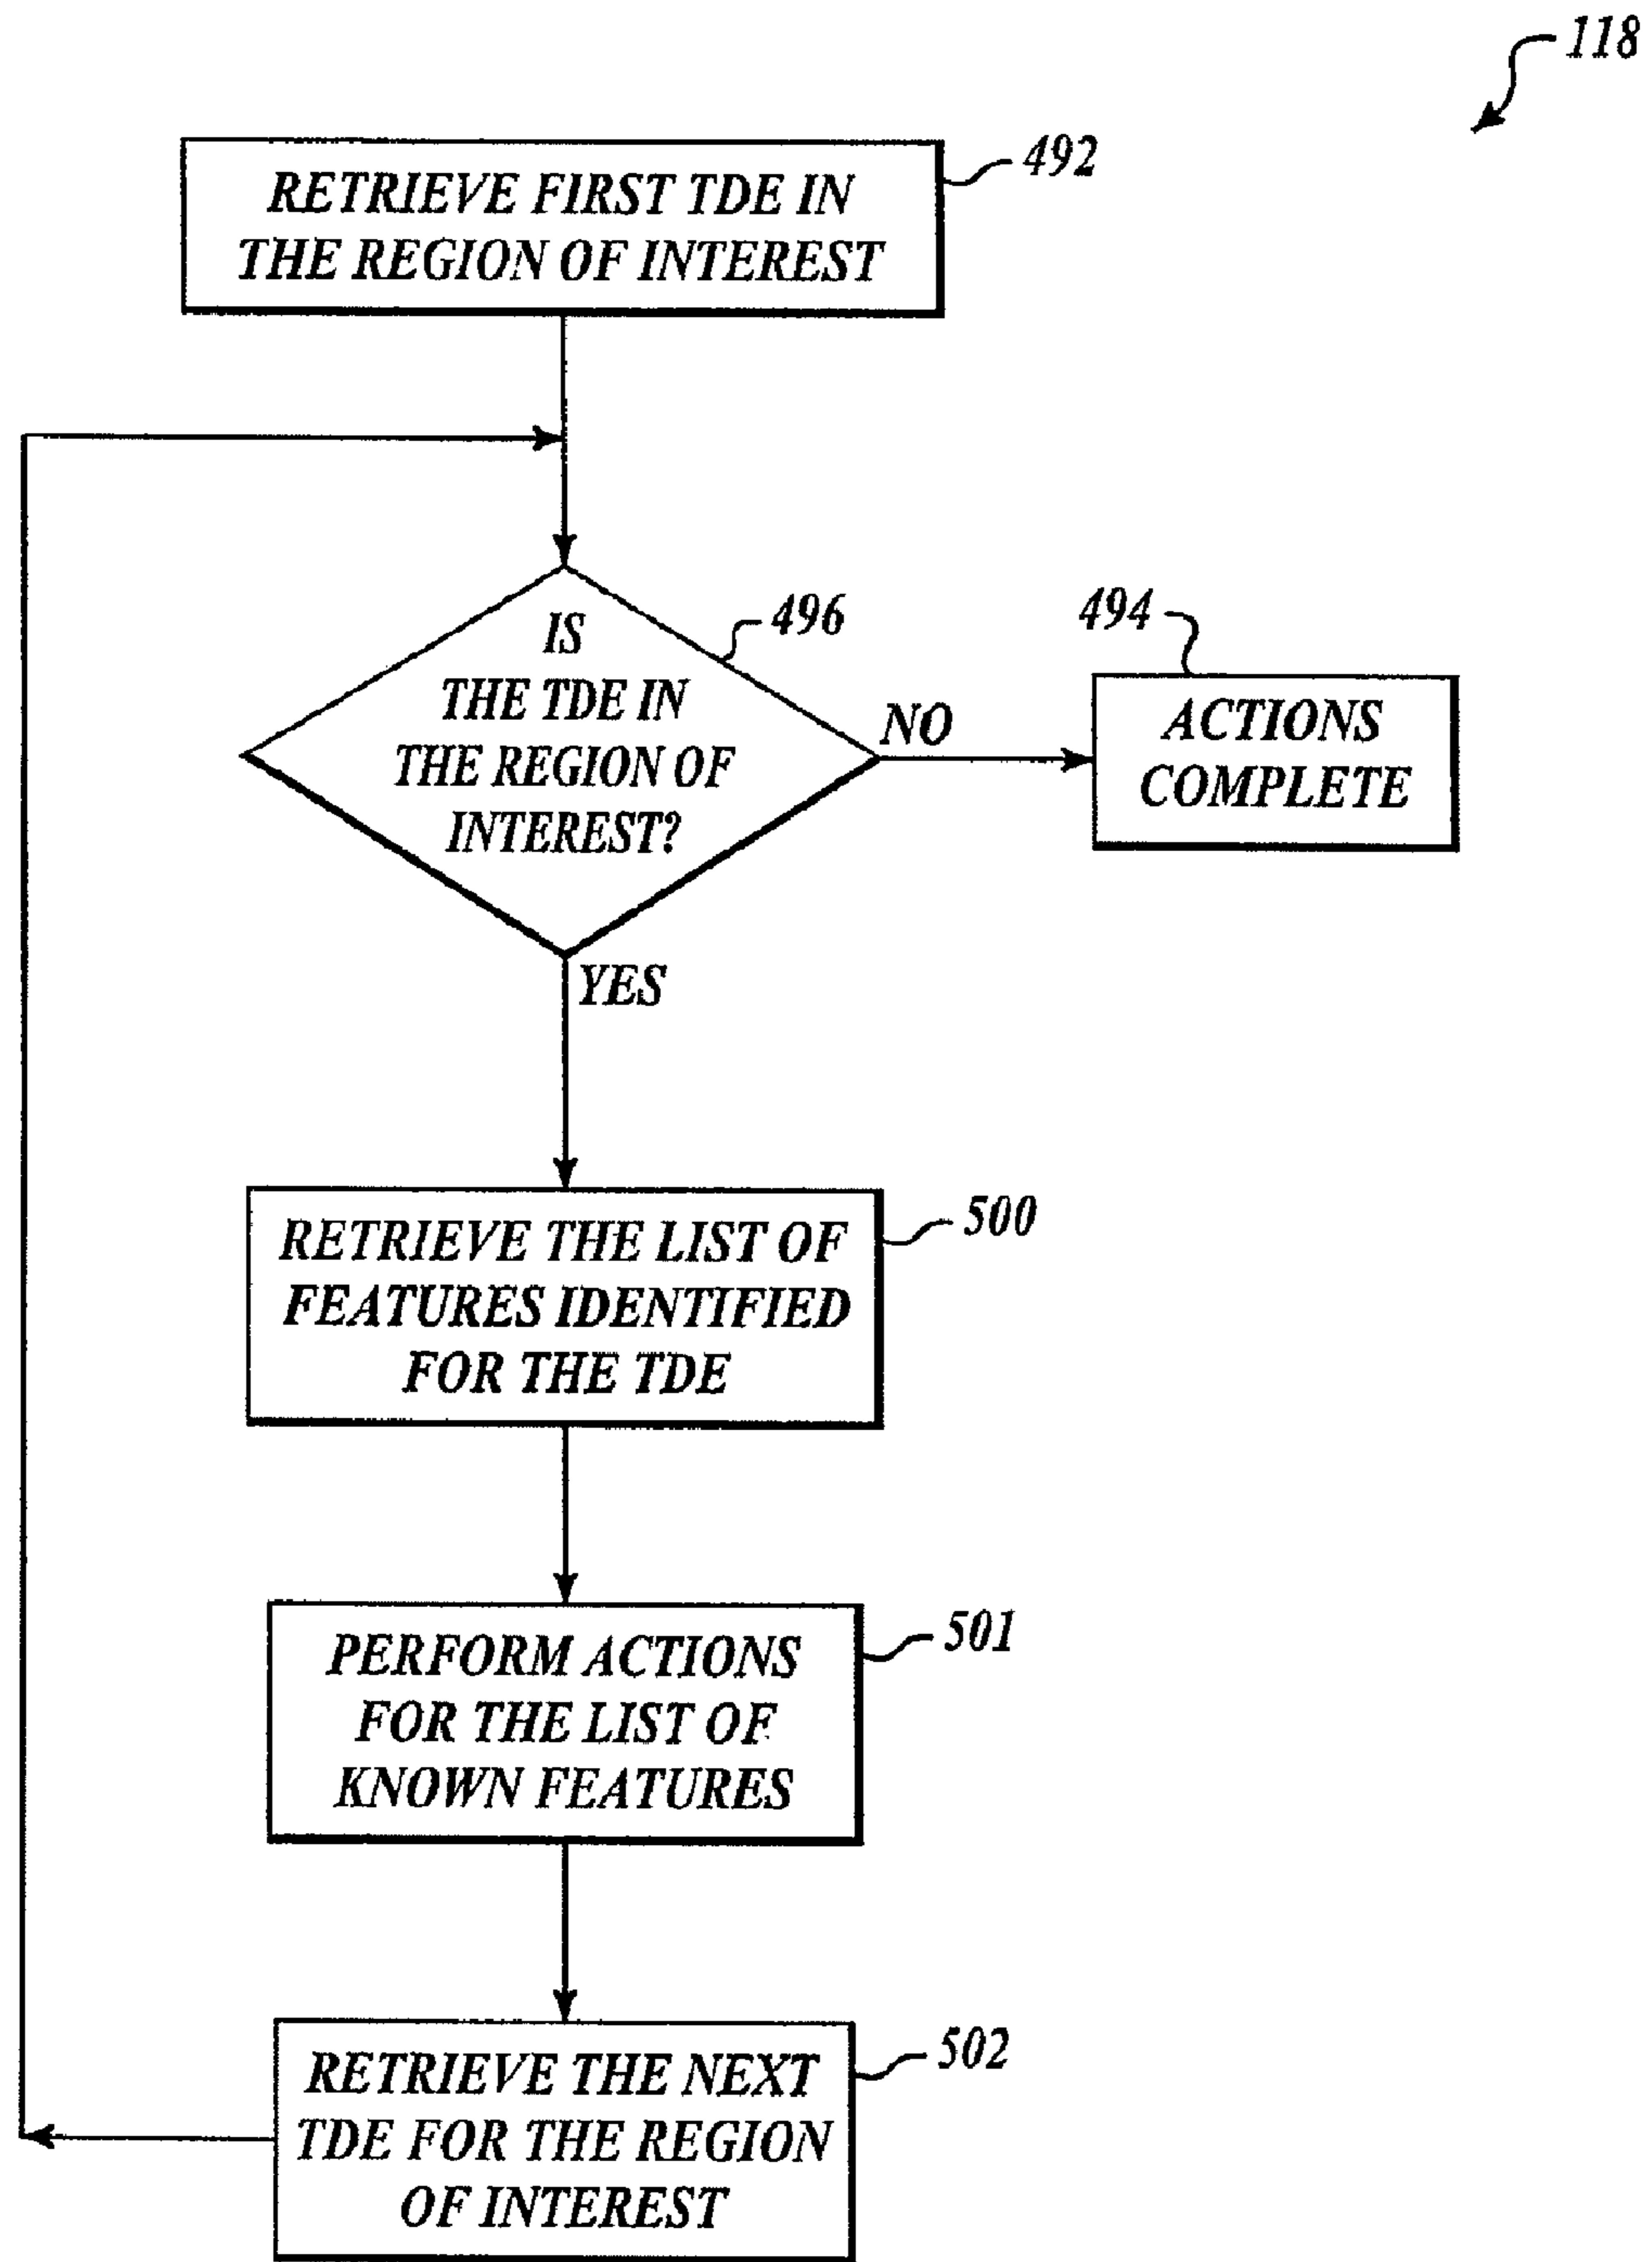 118
492
RETRIEVE FIRST TDE IN
THE REGION OF INTEREST
496
IS
THE TDE IN
THE REGION OF
INTEREST?
NO
494
ACTIONS
COMPLETE
YES
500
RETRIEVE THE LIST OF
FEATURES IDENTIFIED
FOR THE TDE
501
PERFORM ACTIONS
FOR THE LIST OF
KNOWN FEATURES
502
RETRIEVE THE NEXT
TDE FOR THE REGION
OF INTEREST